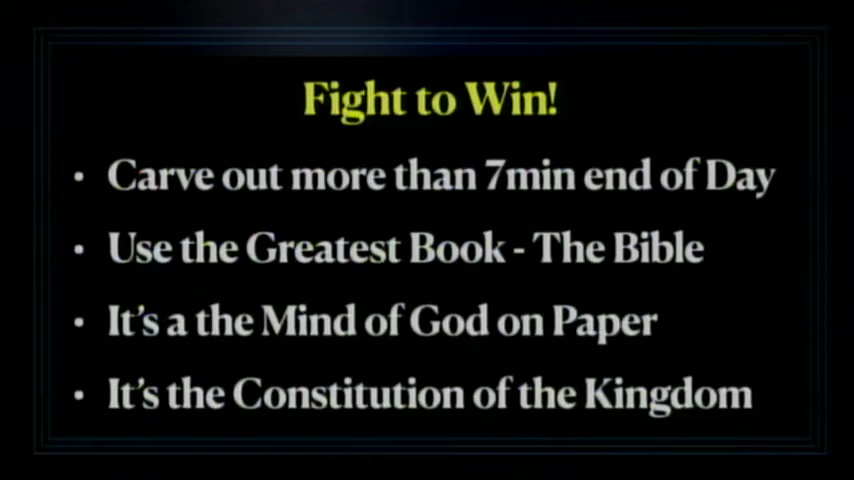 Fight to Win!
• Carve out more than 7min end of Day
• Use the Greatest Book - The Bible
• It's a the Mind of God on Paper
• It's the Constitution of the Kingdom